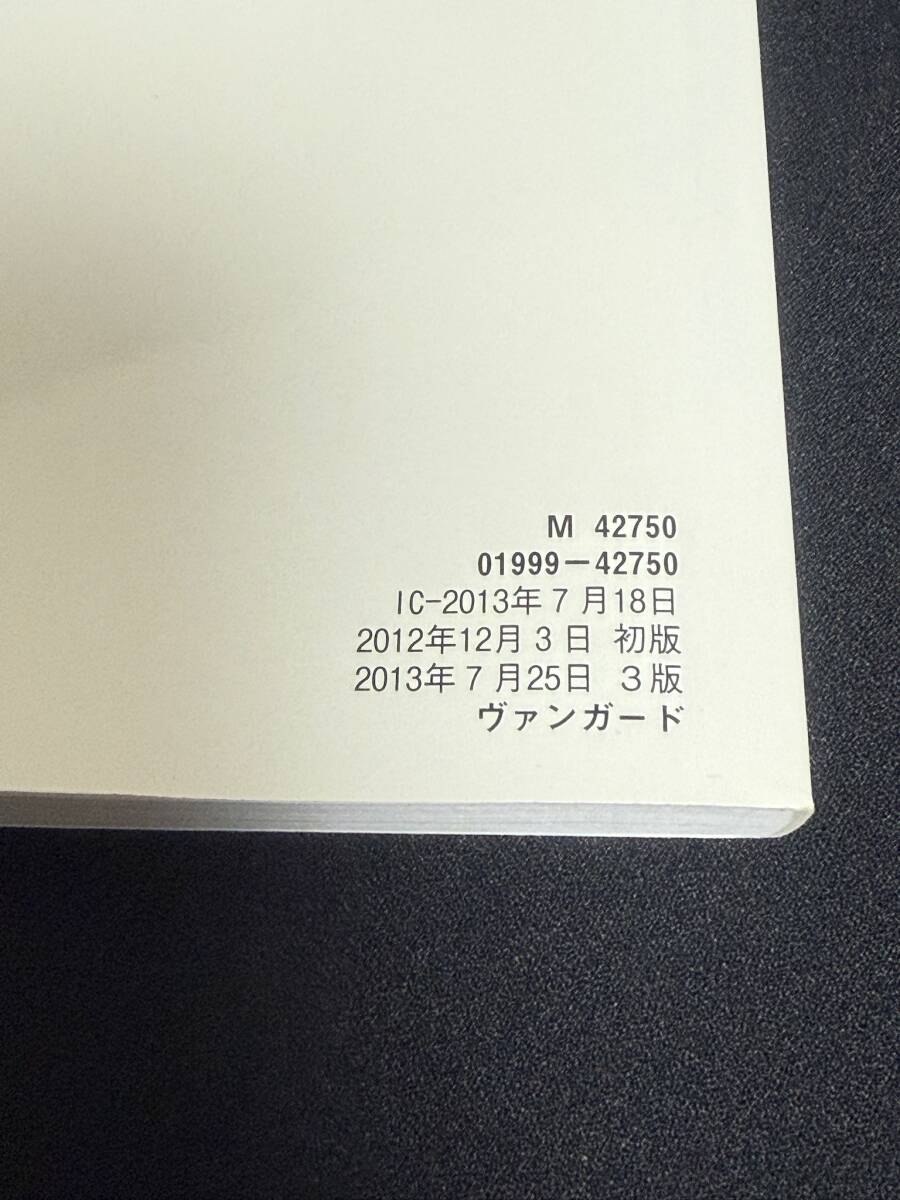 M 42750
01999-42750
IC-2013年7月18日
2012年12月3日 初版
2013年7月25日 3版
ヴァンガード